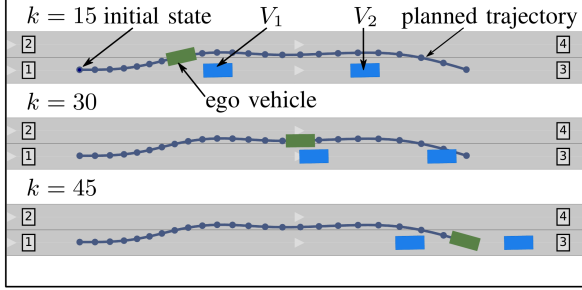 k = 15 initial state V₁ V₂ planned trajectory
2 4
1 3
ego vehicle
k = 30
2 4
1 3
k = 45
2 4
1 3